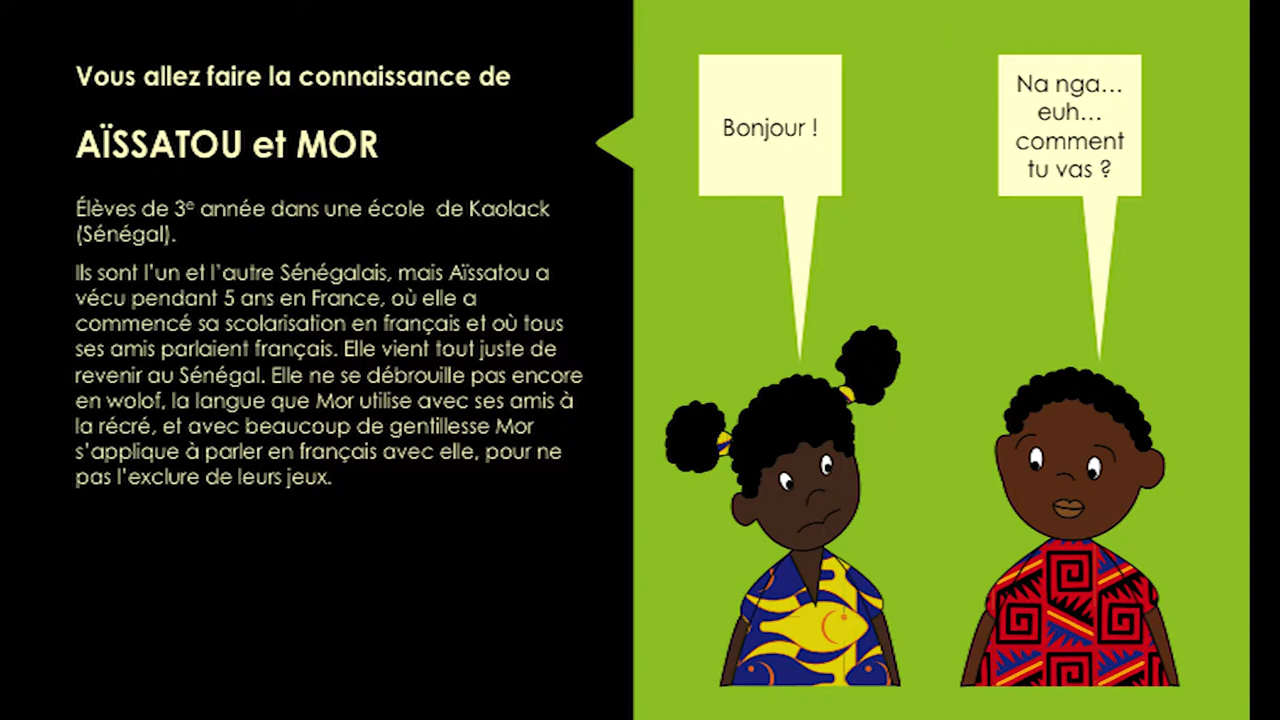 Vous allez faire la connaissance de
AÏSSATOU et MOR
Élèves de 3e année dans une école de Kaolack
(Sénégal).
Ils sont l'un et l'autre Sénégalais, mais Aïssatou a
vécu pendant 5 ans en France, où elle a
commencé sa scolarisation en français et où tous
ses amis parlaient français. Elle vient tout juste de
revenir au Sénégal. Elle ne se débrouille pas encore
en wolof, la langue que Mor utilise avec ses amis à
la récré, et avec beaucoup de gentillesse Mor
s'applique à parler en français avec elle, pour ne
pas l'exclure de leurs jeux.
Bonjour !
Na nga...
euh...
comment
tu vas ?